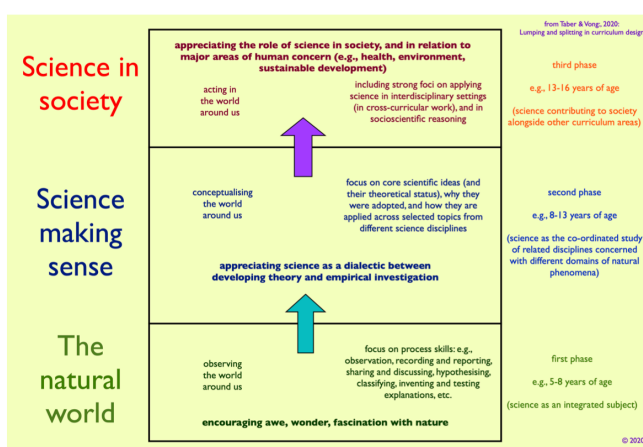 from Taber & Vong, 2020:
Lumping and splitting in curriculum design
Science in
society
appreciating the role of science in society, and in relation to
major areas of human concern (e.g., health, environment,
sustainable development)
acting in
the world
around us
including strong foci on applying
science in interdisciplinary settings
(in cross-curricular work), and in
socioscientific reasoning
third phase
e.g., 13-16 years of age
(science contributing to society
alongside other curriculum areas)
Science
making
sense
conceptualising
the world
around us
focus on core scientific ideas (and
their theoretical status), why they
were adopted, and how they are
applied across selected topics from
different science disciplines
appreciating science as a dialectic between
developing theory and empirical investigation
second phase
e.g., 8-13 years of age
(science as the co-ordinated study
of related disciplines concerned
with different domains of natural
phenomena)
The
natural
world
observing
the world
around us
focus on process skills: e.g.,
observation, recording and reporting,
sharing and discussing, hypothesising,
classifying, inventing and testing
explanations, etc.
encouraging awe, wonder, fascination with nature
first phase
e.g., 5-8 years of age
(science as an integrated subject)